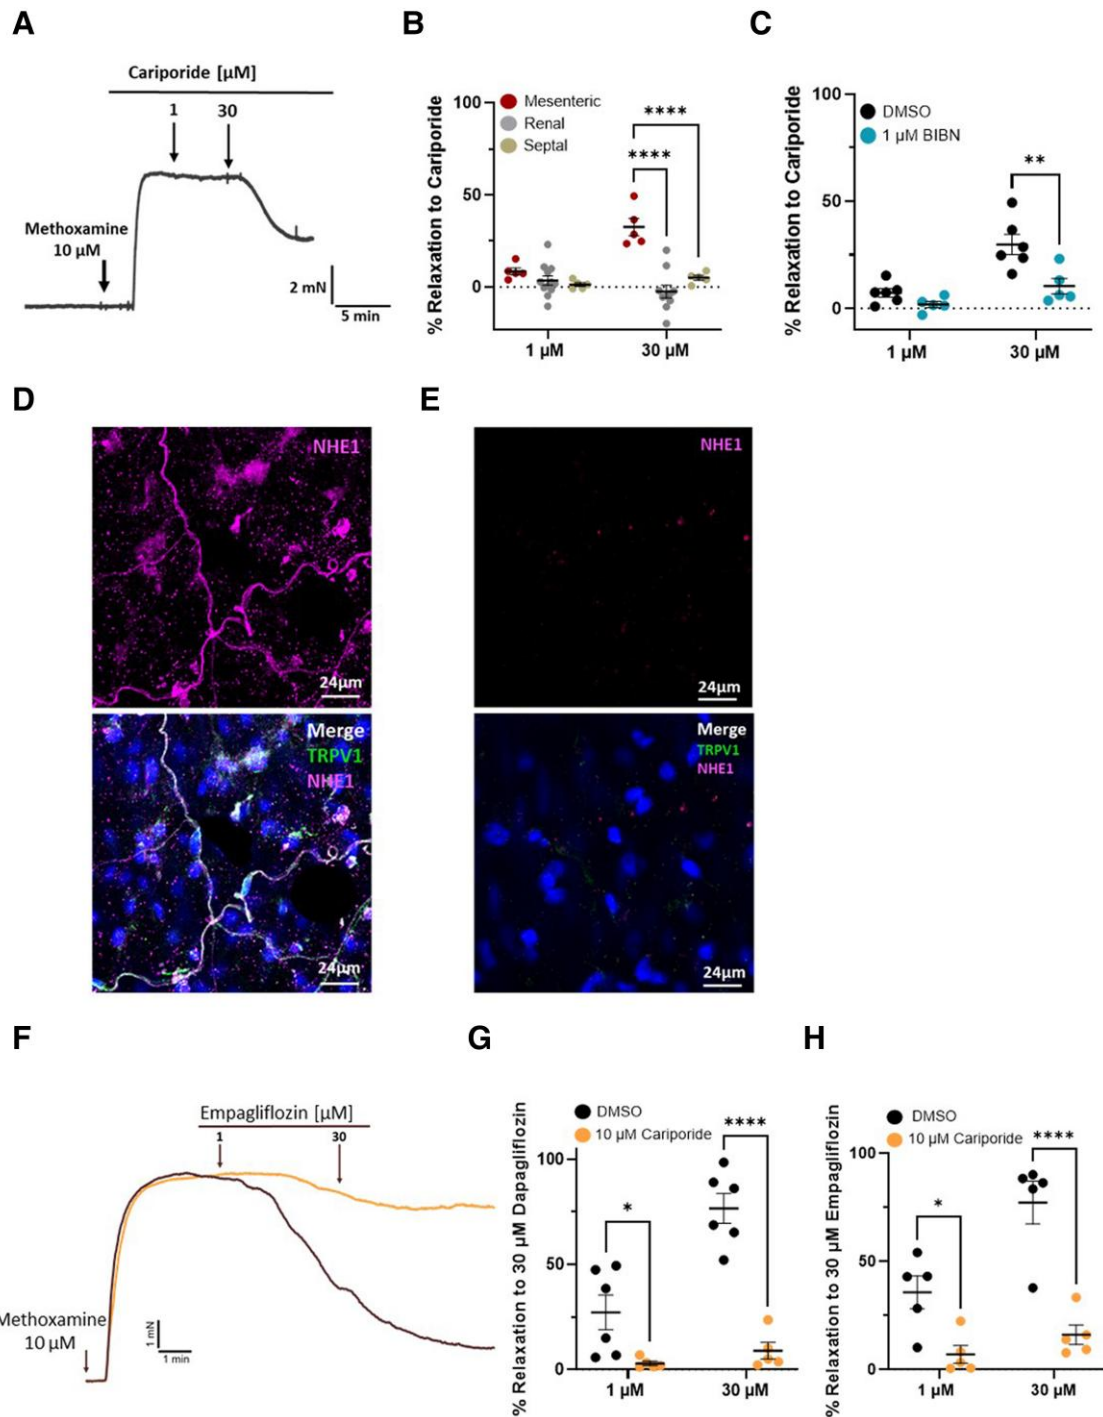 A
Cariporide [µM]
1
30
Methoxamine
10 µM
2 mN
5 min
B
% Relaxation to Cariporide
100
50
0
Mesenteric
Renal
Septal
****
****
1 µM
30 µM
C
% Relaxation to Cariporide
100
50
0
DMSO
1 µM BIBN
**
1 µM
30 µM
D
NHE1
24µm
Merge
TRPV1
NHE1
24µm
E
NHE1
24µm
Merge
TRPV1
NHE1
24µm
F
Empagliflozin [µM]
1
30
Methoxamine
10 µM
1 mN
1 min
G
% Relaxation to 30 µM Dapagliflozin
DMSO
10 µM Cariporide
100
50
0
*
****
1 µM
30 µM
H
% Relaxation to 30 µM Empagliflozin
DMSO
10 µM Cariporide
100
50
0
*
****
1 µM
30 µM